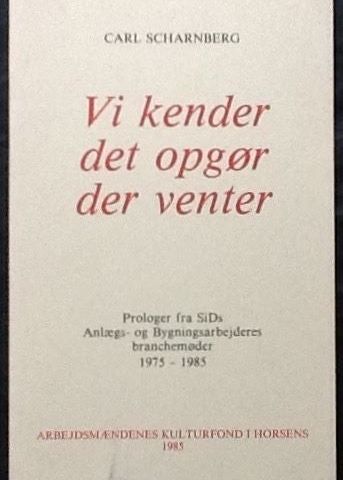 CARL SCHARNBERG
Vi kender
det opgør
der venter
Prologer fra SiDs
Anlægs- og Bygningsarbejderes
branchemøder
1975 - 1985
ARBEJDSMÆNDENES KULTURFOND I HORSENS
1985